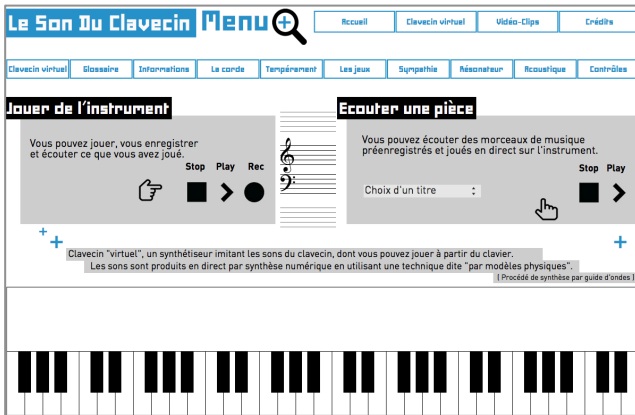 Le Son Du Clavecin Menu
Accueil
Clavecin virtuel
Vidéo-Clips
Crédits
Clavecin virtuel
Glossaire
Informations
La corde
Tempérament
Les jeux
Sympathie
Résonateur
Acoustique
Contrôles
Jouer de l'instrument
Vous pouvez jouer, vous enregistrer
et écouter ce que vous avez joué.
Stop Play Rec
Ecouter une pièce
Vous pouvez écouter des morceaux de musique
préenregistrés et joués en direct sur l'instrument.
Stop Play
Choix d'un titre
Clavecin "virtuel", un synthétiseur imitant les sons du clavecin, dont vous pouvez jouer à partir du clavier.
Les sons sont produits en direct par synthèse numérique en utilisant une technique dite "par modèles physiques".
( Procédé de synthèse par guide d'ondes )